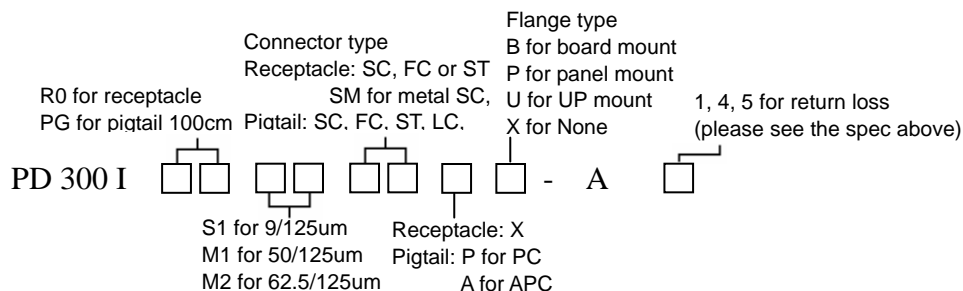 Flange type
B for board mount
P for panel mount
U for UP mount
X for None
Connector type
Receptacle: SC, FC or ST
SM for metal SC,
Pigtail: SC, FC, ST, LC,
R0 for receptacle
PG for pigtail 100cm
1, 4, 5 for return loss
(please see the spec above)
PD 300 I - A
S1 for 9/125um
M1 for 50/125um
M2 for 62.5/125um
Receptacle: X
Pigtail: P for PC
A for APC